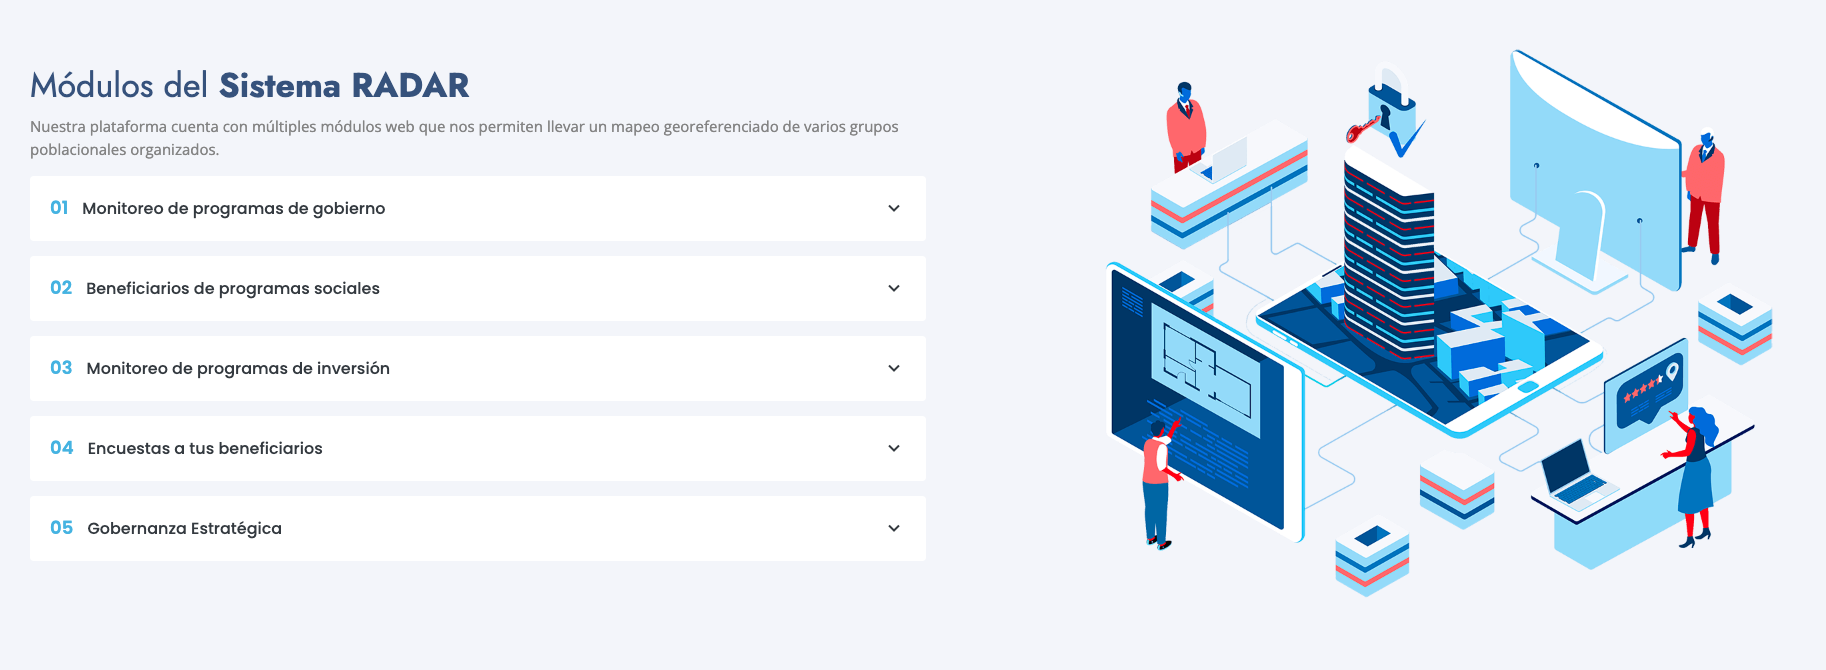 Módulos del Sistema RADAR
Nuestra plataforma cuenta con múltiples módulos web que nos permiten llevar un mapeo georeferenciado de varios grupos
poblacionales organizados.
01 Monitoreo de programas de gobierno
02 Beneficiarios de programas sociales
03 Monitoreo de programas de inversión
04 Encuestas a tus beneficiarios
05 Gobernanza Estratégica